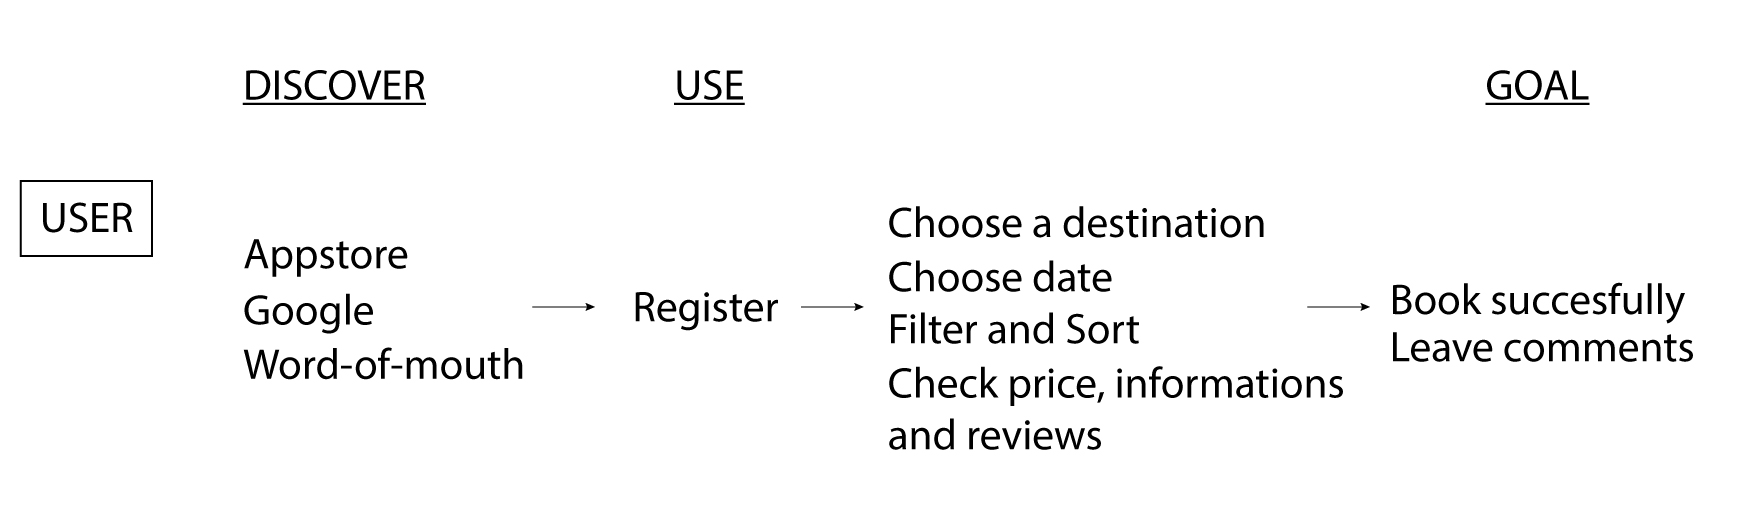 DISCOVER
USE
GOAL
USER
Appstore
Google
Word-of-mouth
Register
Choose a destination
Choose date
Filter and Sort
Check price, informations
and reviews
Book succesfully
Leave comments